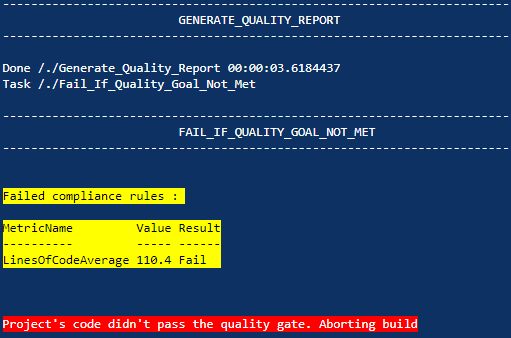 --------------------------------------------------------------------
GENERATE_QUALITY_REPORT
--------------------------------------------------------------------
Done /./Generate_Quality_Report 00:00:03.6184437
Task /./Fail_If_Quality_Goal_Not_Met
--------------------------------------------------------------------
FAIL_IF_QUALITY_GOAL_NOT_MET
--------------------------------------------------------------------
Failed compliance rules :
MetricName Value Result
---------- ----- ------
LinesOfCodeAverage 110.4 Fail
Project's code didn't pass the quality gate. Aborting build